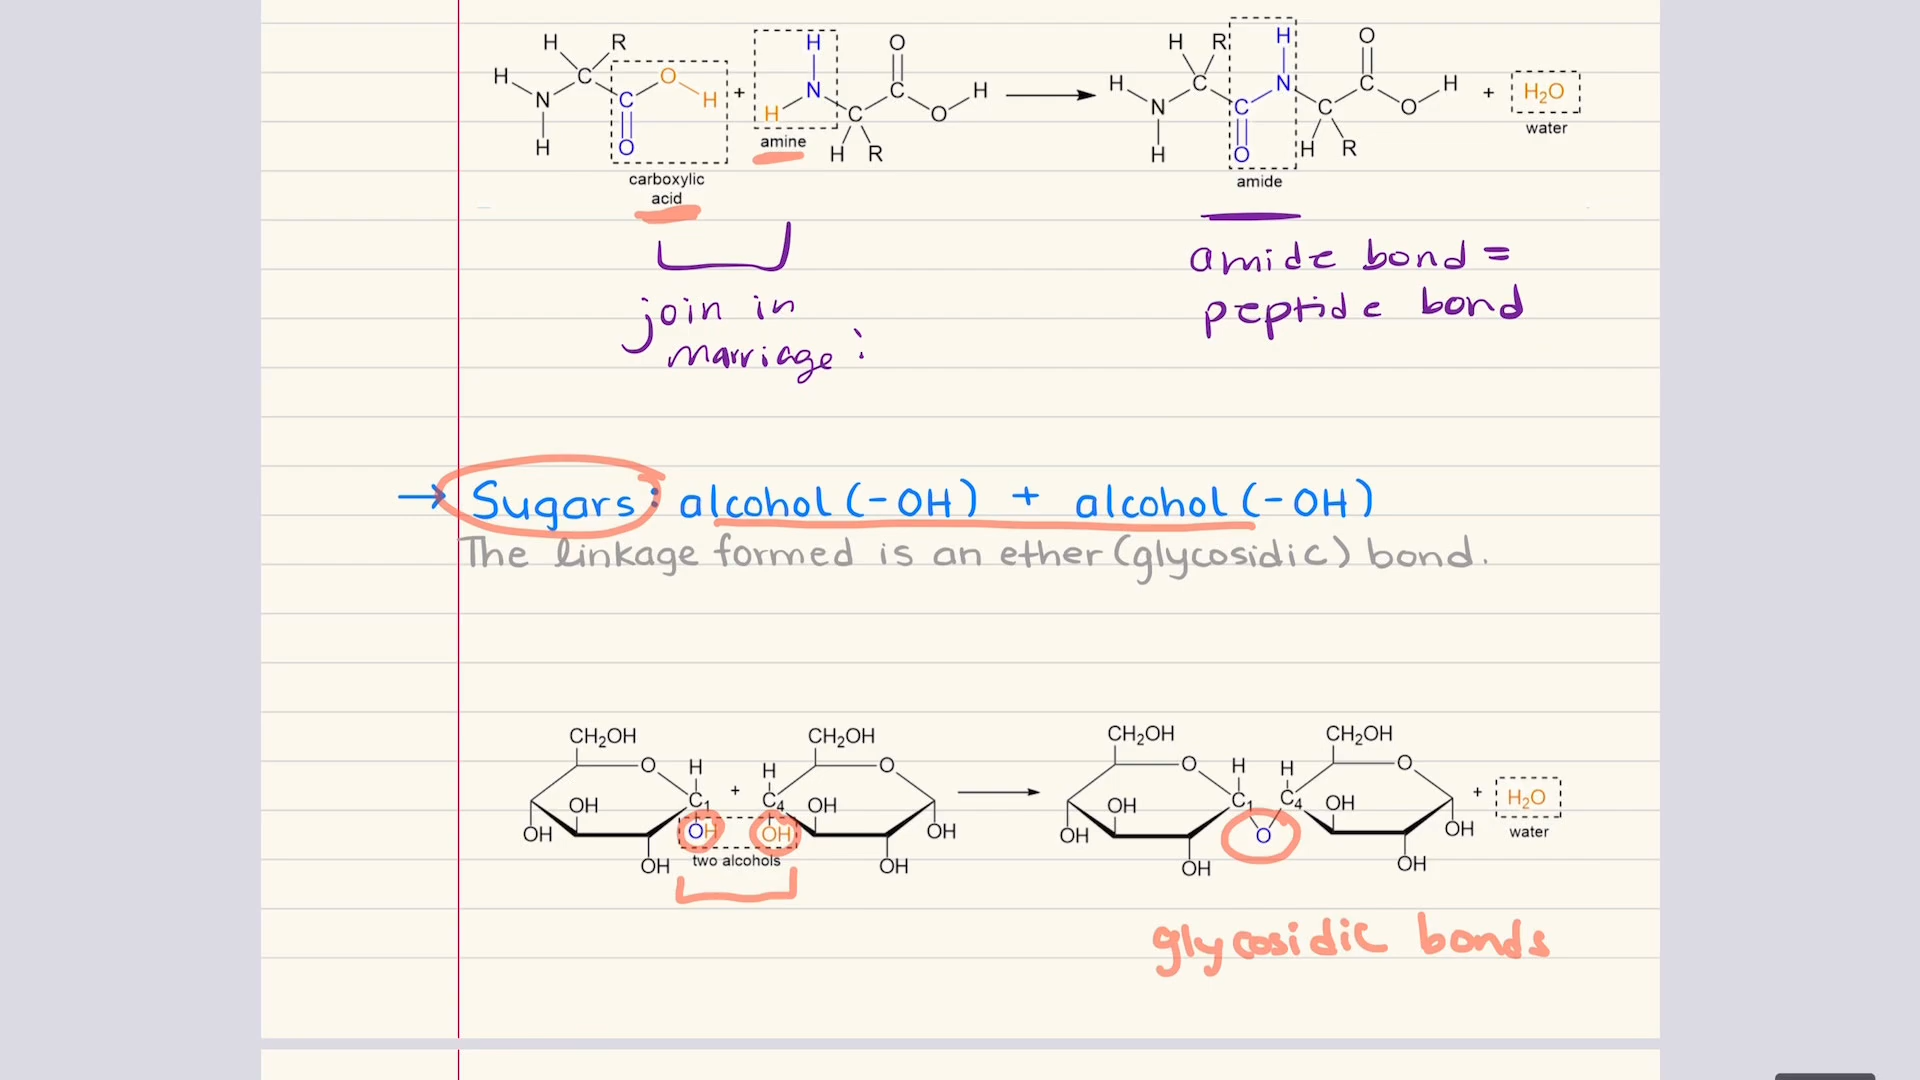 H R H O H N C C O H + H N H amine C C O O H H R
carboxylic
acid
H R H O H N C C O N C C O H H H R + H₂O
amide
water
join in
marriage :
amide bond =
peptide bond
→ Sugars: alcohol (-OH) + alcohol (-OH)
The linkage formed is an ether (glycosidic) bond.
CH₂OH CH₂OH CH₂OH CH₂OH
O H H O O H H O
OH C₁ + C₄ OH OH C₁ C₄ OH + H₂O
OH OH OH OH OH O OH water
two alcohols
OH OH OH OH
glycosidic bonds